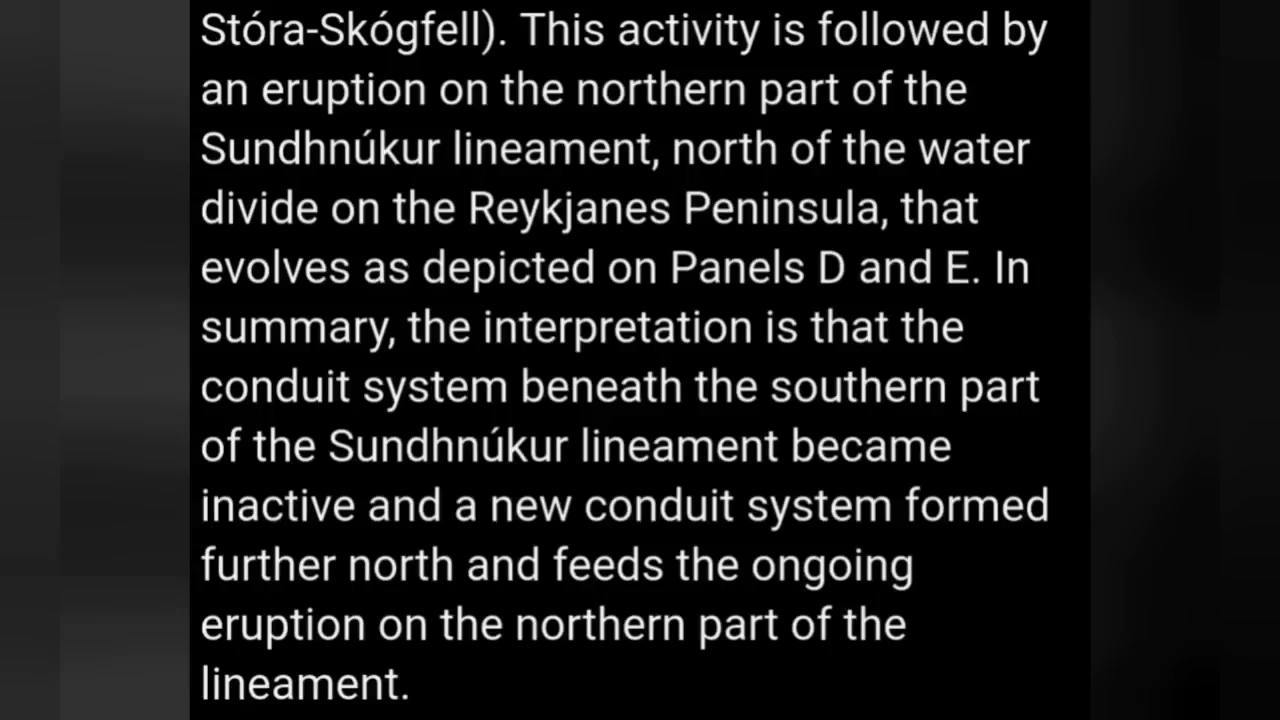 Stóra-Skógfell). This activity is followed by
an eruption on the northern part of the
Sundhnúkur lineament, north of the water
divide on the Reykjanes Peninsula, that
evolves as depicted on Panels D and E. In
summary, the interpretation is that the
conduit system beneath the southern part
of the Sundhnúkur lineament became
inactive and a new conduit system formed
further north and feeds the ongoing
eruption on the northern part of the
lineament.